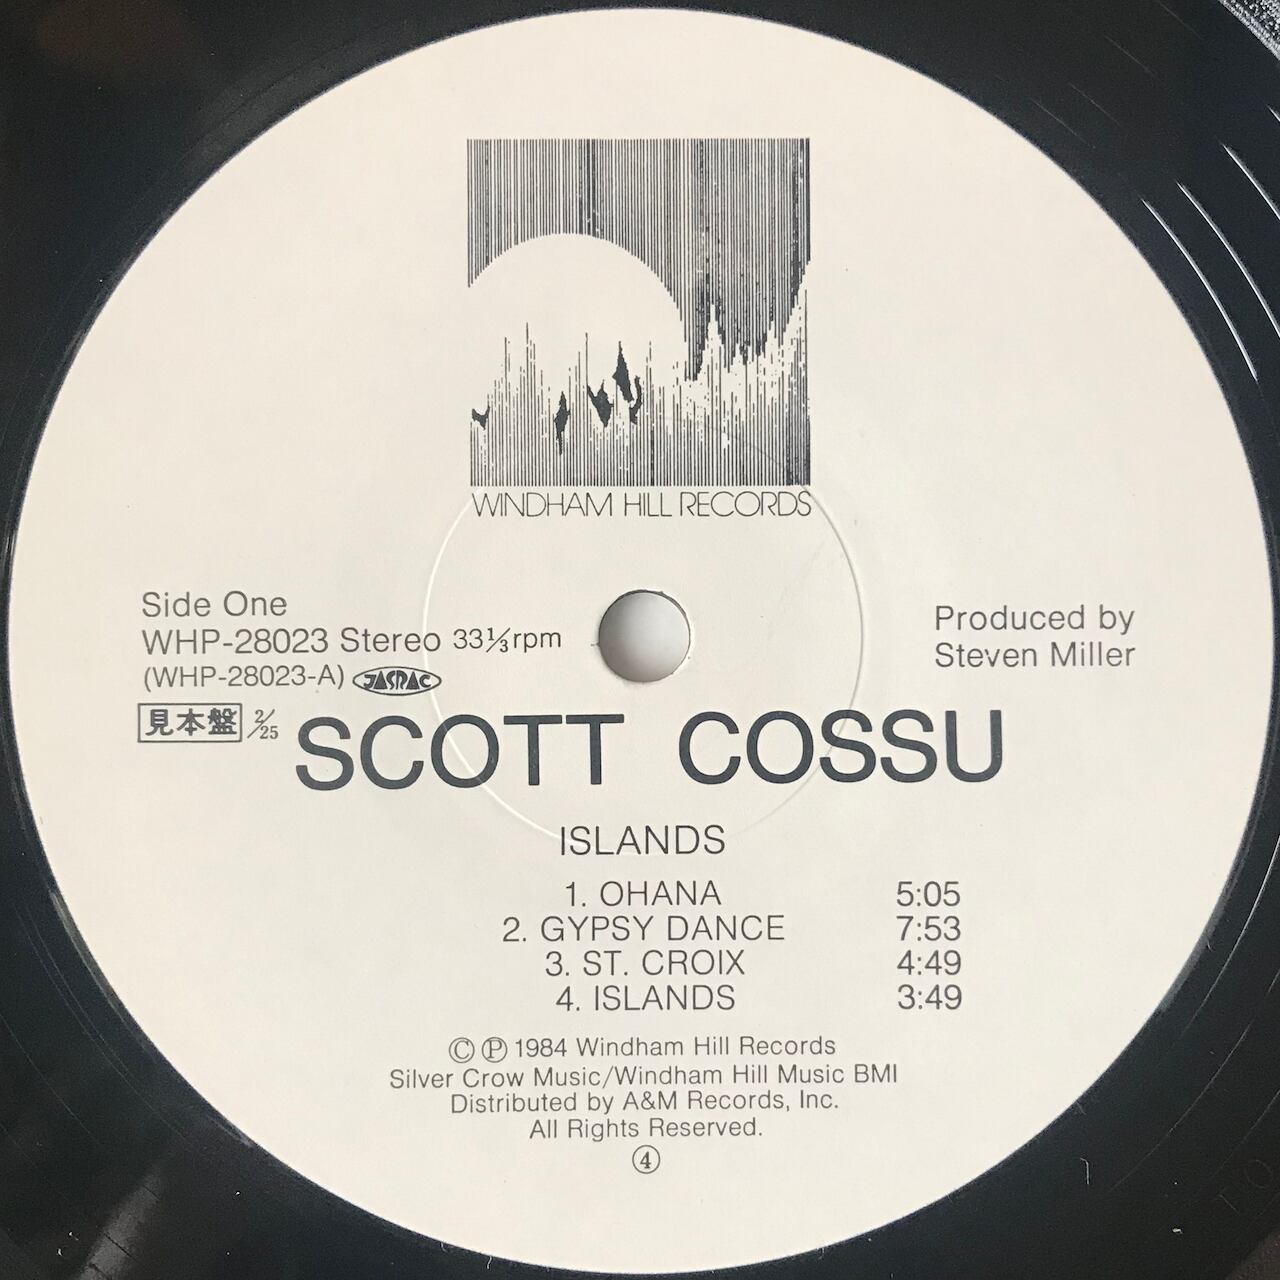 WINDHAM HILL RECORDS
Side One
WHP-28023 Stereo 33⅓rpm
(WHP-28023-A) JASRAC
見本盤 2/25
Produced by
Steven Miller
SCOTT COSSU
ISLANDS
1. OHANA 5:05
2. GYPSY DANCE 7:53
3. ST. CROIX 4:49
4. ISLANDS 3:49
Ⓒ Ⓟ 1984 Windham Hill Records
Silver Crow Music/Windham Hill Music BMI
Distributed by A&M Records, Inc.
All Rights Reserved.
④